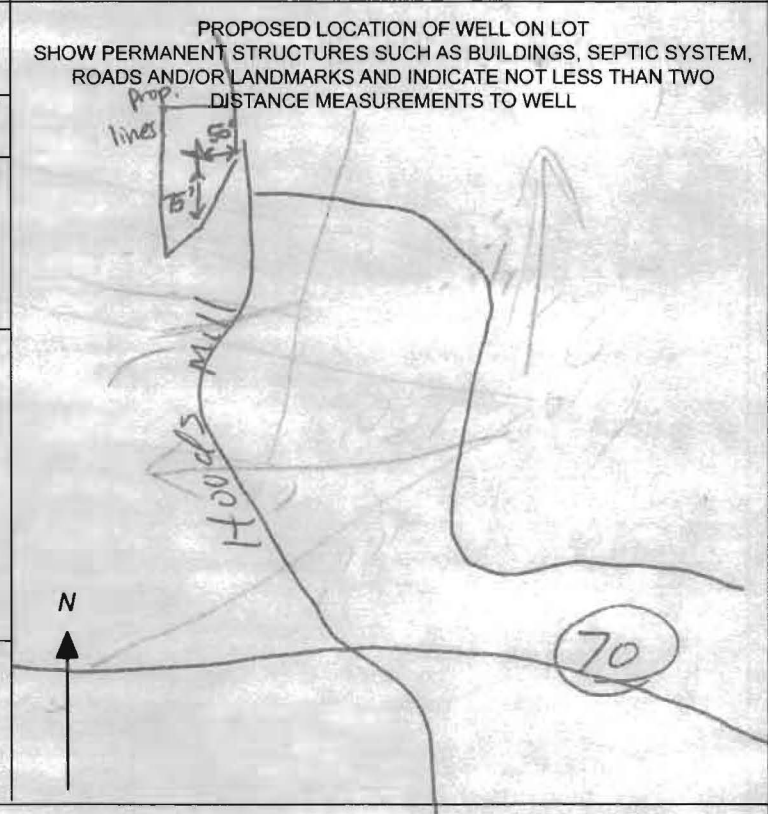 PROPOSED LOCATION OF WELL ON LOT
SHOW PERMANENT STRUCTURES SUCH AS BUILDINGS, SEPTIC SYSTEM,
ROADS AND/OR LANDMARKS AND INDICATE NOT LESS THAN TWO
DISTANCE MEASUREMENTS TO WELL
prop.
lines
50'
75'
Hoods Mill
N
70